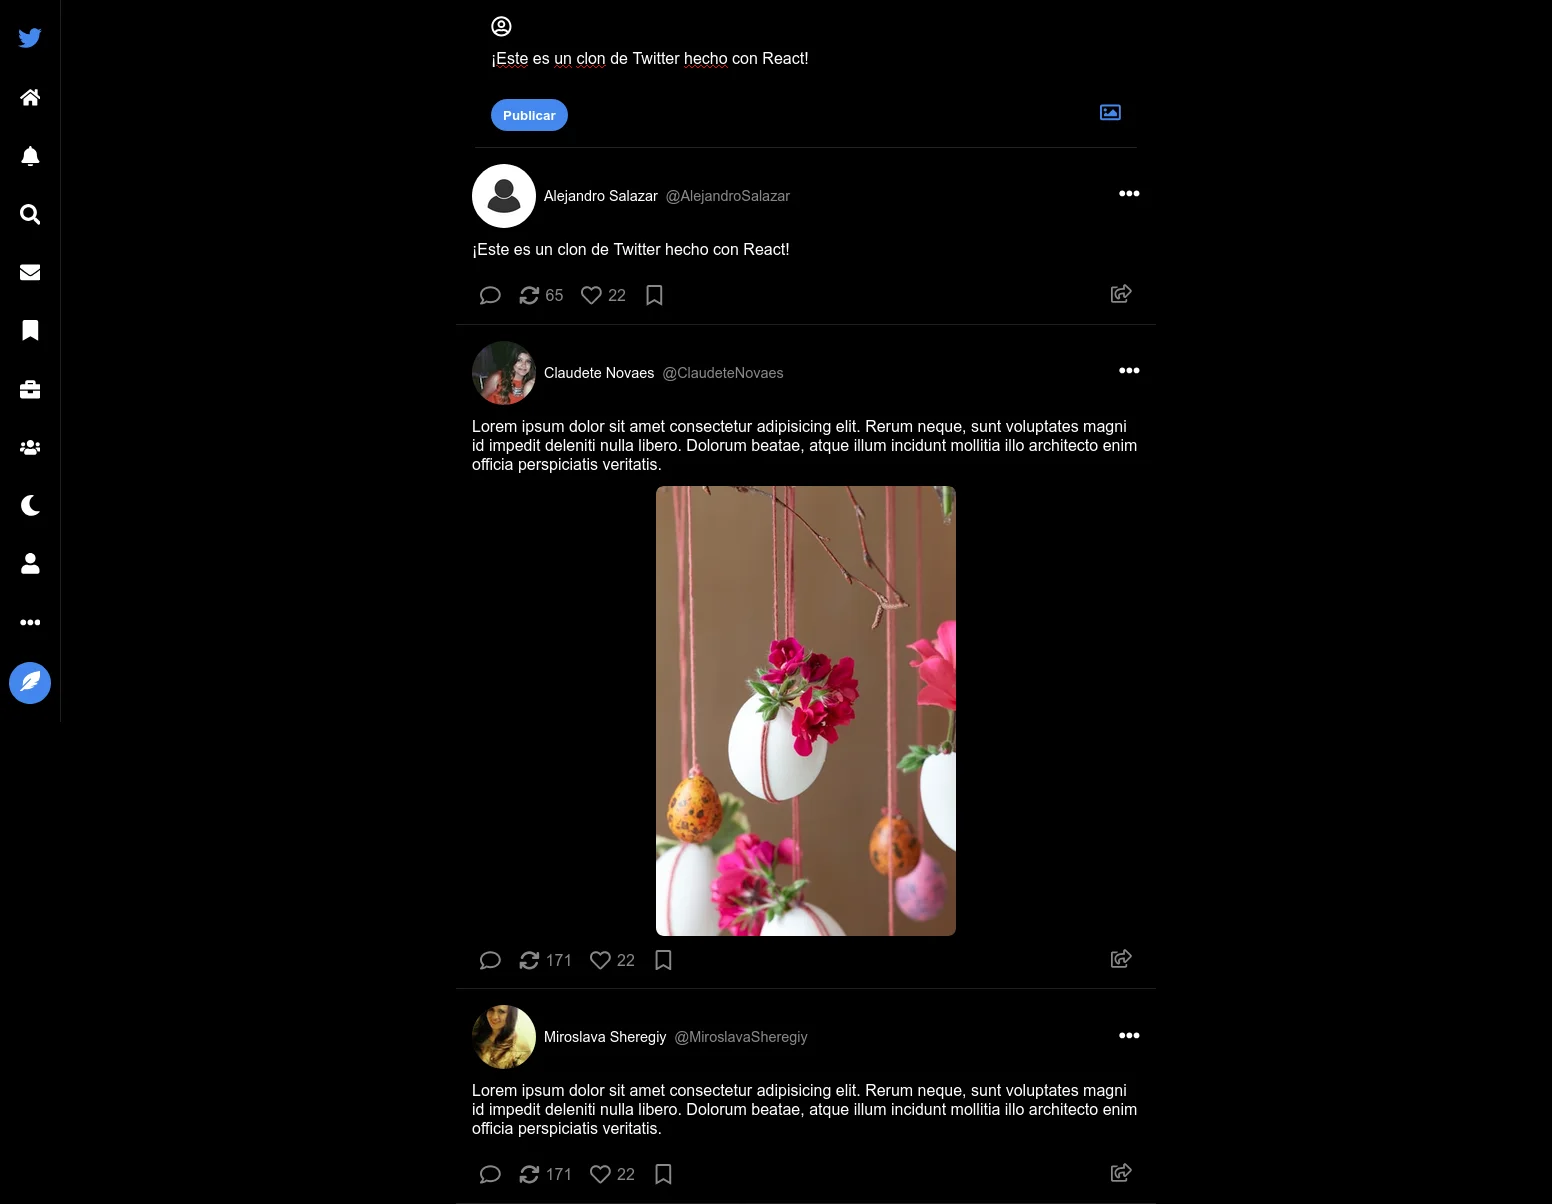 ¡Este es un clon de Twitter hecho con React!
Publicar
Alejandro Salazar @AlejandroSalazar
¡Este es un clon de Twitter hecho con React!
65 22
Claudete Novaes @ClaudeteNovaes
Lorem ipsum dolor sit amet consectetur adipisicing elit. Rerum neque, sunt voluptates magni
id impedit deleniti nulla libero. Dolorum beatae, atque illum incidunt mollitia illo architecto enim
officia perspiciatis veritatis.
171 22
Miroslava Sheregiy @MiroslavaSheregiy
Lorem ipsum dolor sit amet consectetur adipisicing elit. Rerum neque, sunt voluptates magni
id impedit deleniti nulla libero. Dolorum beatae, atque illum incidunt mollitia illo architecto enim
officia perspiciatis veritatis.
171 22